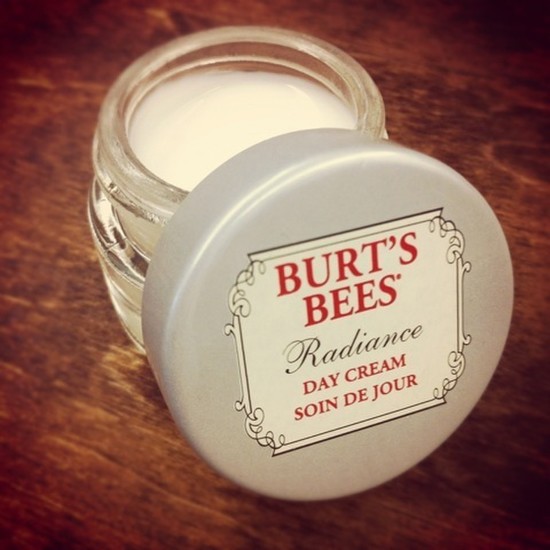 BURT'S
BEES®
Radiance
DAY CREAM
SOIN DE JOUR